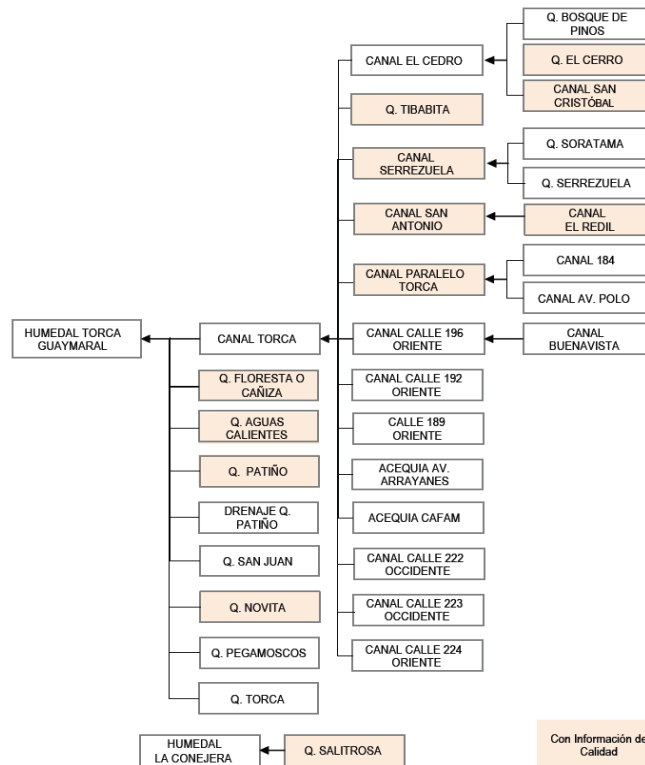 Q. BOSQUE DE
PINOS
CANAL EL CEDRO
Q. EL CERRO
CANAL SAN
CRISTÓBAL
Q. TIBABITA
Q. SORATAMA
CANAL
SERREZUELA
Q. SERREZUELA
CANAL SAN
ANTONIO
CANAL
EL REDIL
CANAL 184
CANAL PARALELO
TORCA
CANAL AV. POLO
HUMEDAL TORCA
GUAYMARAL
CANAL TORCA
CANAL CALLE 196
ORIENTE
CANAL
BUENAVISTA
Q. FLORESTA O
CAÑIZA
CANAL CALLE 192
ORIENTE
Q. AGUAS
CALIENTES
CALLE 189
ORIENTE
Q. PATIÑO
ACEQUIA AV.
ARRAYANES
DRENAJE Q.
PATIÑO
ACEQUIA CAFAM
Q. SAN JUAN
CANAL CALLE 222
OCCIDENTE
Q. NOVITA
CANAL CALLE 223
OCCIDENTE
Q. PEGAMOSCOS
CANAL CALLE 224
ORIENTE
Q. TORCA
HUMEDAL
LA CONEJERA
Q. SALITROSA
Con Información de
Calidad